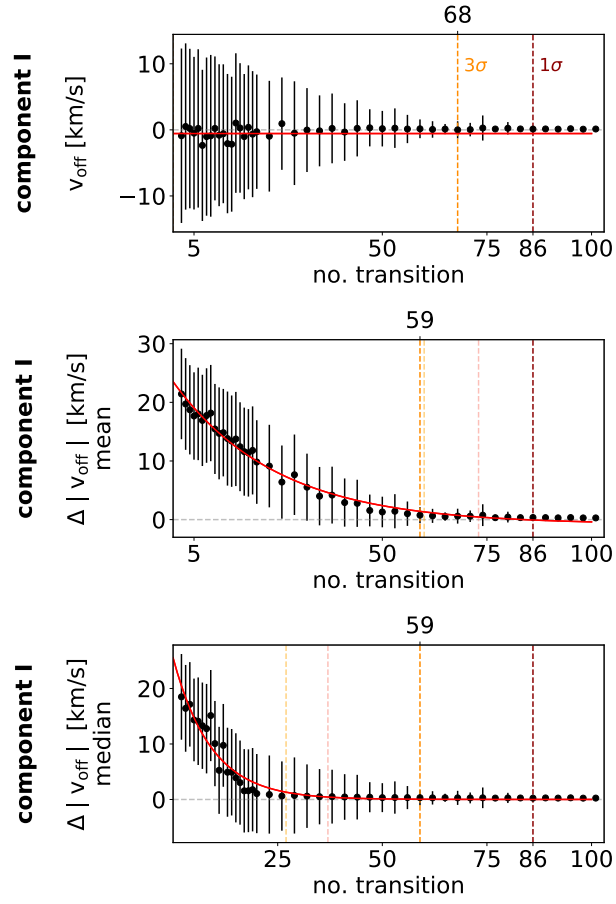 68
component I
v_off [km/s]
10
0
−10
3σ
1σ
5
50
75
86
100
no. transition
59
component I
Δ | v_off | [km/s]
mean
30
20
10
0
5
50
75
86
100
no. transition
59
component I
Δ | v_off | [km/s]
median
20
10
0
25
50
75
86
100
no. transition